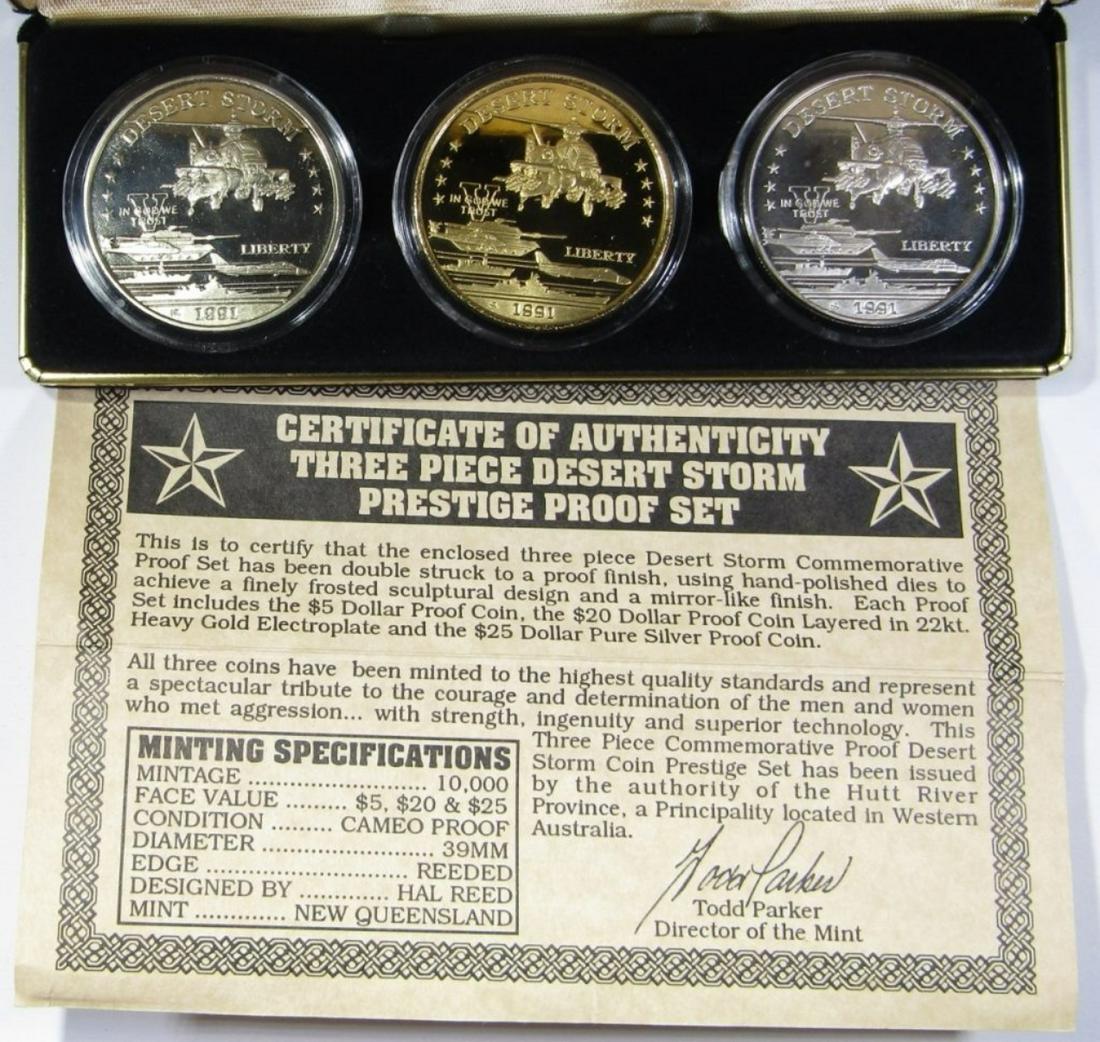 DESERT STORM
V
IN GOD WE
TRUST
LIBERTY
1991
DESERT STORM
V
IN GOD WE
TRUST
LIBERTY
1991
DESERT STORM
V
IN GOD WE
TRUST
LIBERTY
1991
CERTIFICATE OF AUTHENTICITY
THREE PIECE DESERT STORM
PRESTIGE PROOF SET
This is to certify that the enclosed three piece Desert Storm Commemorative
Proof Set has been double struck to a proof finish, using hand-polished dies to
achieve a finely frosted sculptural design and a mirror-like finish. Each Proof
Set includes the $5 Dollar Proof Coin, the $20 Dollar Proof Coin Layered in 22kt.
Heavy Gold Electroplate and the $25 Dollar Pure Silver Proof Coin.
All three coins have been minted to the highest quality standards and represent
a spectacular tribute to the courage and determination of the men and women
who met aggression... with strength, ingenuity and superior technology. This
Three Piece Commemorative Proof Desert
Storm Coin Prestige Set has been issued
by the authority of the Hutt River
Province, a Principality located in Western
Australia.
MINTING SPECIFICATIONS
MINTAGE .......................... 10,000
FACE VALUE ......... $5, $20 & $25
CONDITION ......... CAMEO PROOF
DIAMETER ......................... 39MM
EDGE ............................. REEDED
DESIGNED BY ............. HAL REED
MINT ............. NEW QUEENSLAND
Todd Parker
Todd Parker
Director of the Mint